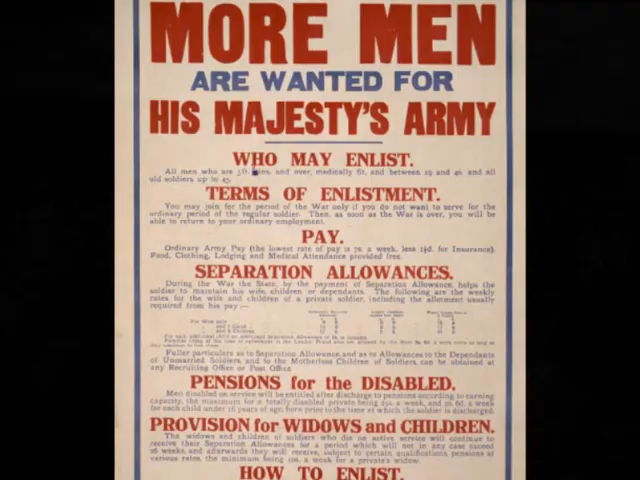 MORE MEN
ARE WANTED FOR
HIS MAJESTY'S ARMY
WHO MAY ENLIST.
All men who are 5ft. ins. and over, medically fit, and between 19 and and all
old soldiers up to 45.
TERMS OF ENLISTMENT.
You may join for the period of the War only if you do not want to serve for the
ordinary period of the regular soldier. Then, as soon as the War is over, you will be
able to return to your ordinary employment.
PAY.
Ordinary Army Pay (the lowest rate of pay is 7s. a week, less 1½d. for Insurance).
Food, Clothing, Lodging and Medical Attendance provided free.
SEPARATION ALLOWANCES.
During the War the State, by the payment of Separation Allowance, helps the
soldier to maintain his wife, children or dependants. The following are the weekly
rates for the wife and children of a private soldier, including the allotment usually
required from his pay:—
Fuller particulars as to Separation Allowance, and as to Allowances to the Dependants
of Unmarried Soldiers, and to the Motherless Children of Soldiers, can be obtained at
any Recruiting Office or Post Office.
PENSIONS for the DISABLED.
Men disabled on service will be entitled after discharge to pensions according to earning
capacity, the maximum for a totally disabled private being 25s. a week, and 2s. 6d. a week
for each child under 16 years of age, born prior to the time at which the soldier is discharged.
PROVISION for WIDOWS and CHILDREN.
The widows and children of soldiers who die on active service will continue to
receive their Separation Allowances for a period which will not in any case exceed
26 weeks, and afterwards they will receive, subject to certain qualifications, pensions at
various rates, the minimum being 10s. a week for a private's widow.
HOW TO ENLIST.